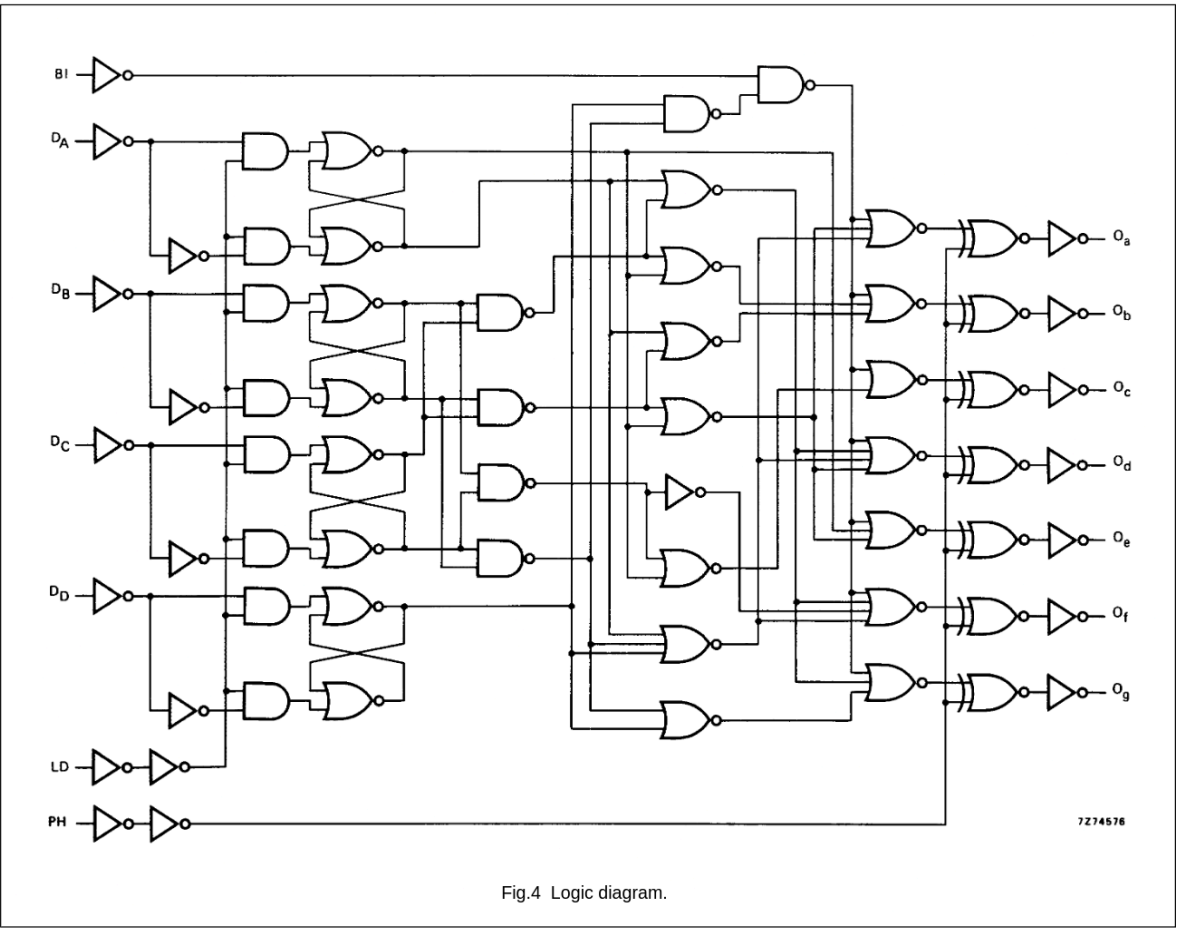 BI
DA
DB
DC
DD
LD
PH
Oa
Ob
Oc
Od
Oe
Of
Og
7Z74576
Fig.4 Logic diagram.